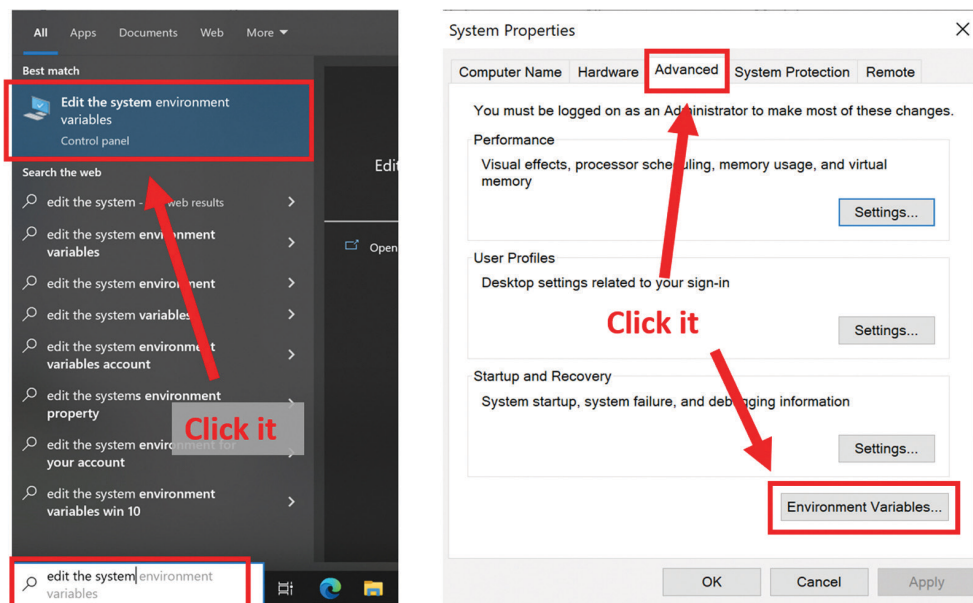 All Apps Documents Web More
Best match
Edit the system environment
variables
Control panel
Search the web
edit the system - web results
edit the system environment
variables
edit the system environment
edit the system variables
edit the system environment
variables account
edit the systems environment
property
edit the system environment for
your account
edit the system environment
variables win 10
Click it
edit the system environment
variables
Edit
Open
System Properties
Computer Name Hardware Advanced System Protection Remote
You must be logged on as an Administrator to make most of these changes.
Performance
Visual effects, processor scheduling, memory usage, and virtual
memory
Settings...
User Profiles
Desktop settings related to your sign-in
Click it
Settings...
Startup and Recovery
System startup, system failure, and debugging information
Settings...
Environment Variables...
OK Cancel Apply